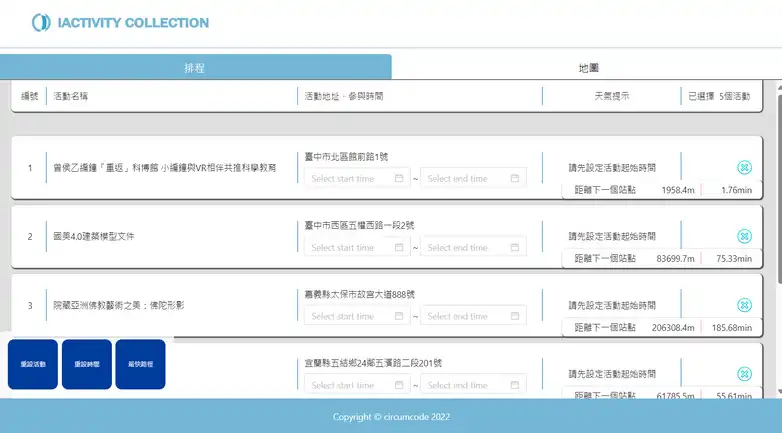 IACTIVITY COLLECTION
排程 地圖
編號 活動名稱 活動地址、參與時間 天氣提示 已選擇 5個活動
1 曾侯乙編鐘「重返」科博館 小編鐘與VR相伴共推科學教育 臺中市北區館前路1號 請先設定活動起始時間
Select start time ~ Select end time
距離下一個站點 1958.4m 1.76min
2 國美4.0建築模型文件 臺中市西區五權西路一段2號 請先設定活動起始時間
Select start time ~ Select end time
距離下一個站點 83699.7m 75.33min
3 院藏亞洲佛教藝術之美：佛陀形影 嘉義縣太保市故宮大道888號 請先設定活動起始時間
Select start time ~ Select end time
距離下一個站點 206308.4m 185.68min
宜蘭縣五結鄉24鄰五濱路二段201號 請先設定活動起始時間
Select start time ~ Select end time
距離下一個站點 61785.5m 55.61min
重設活動 重設時間 最快路程
Copyright © circumcode 2022